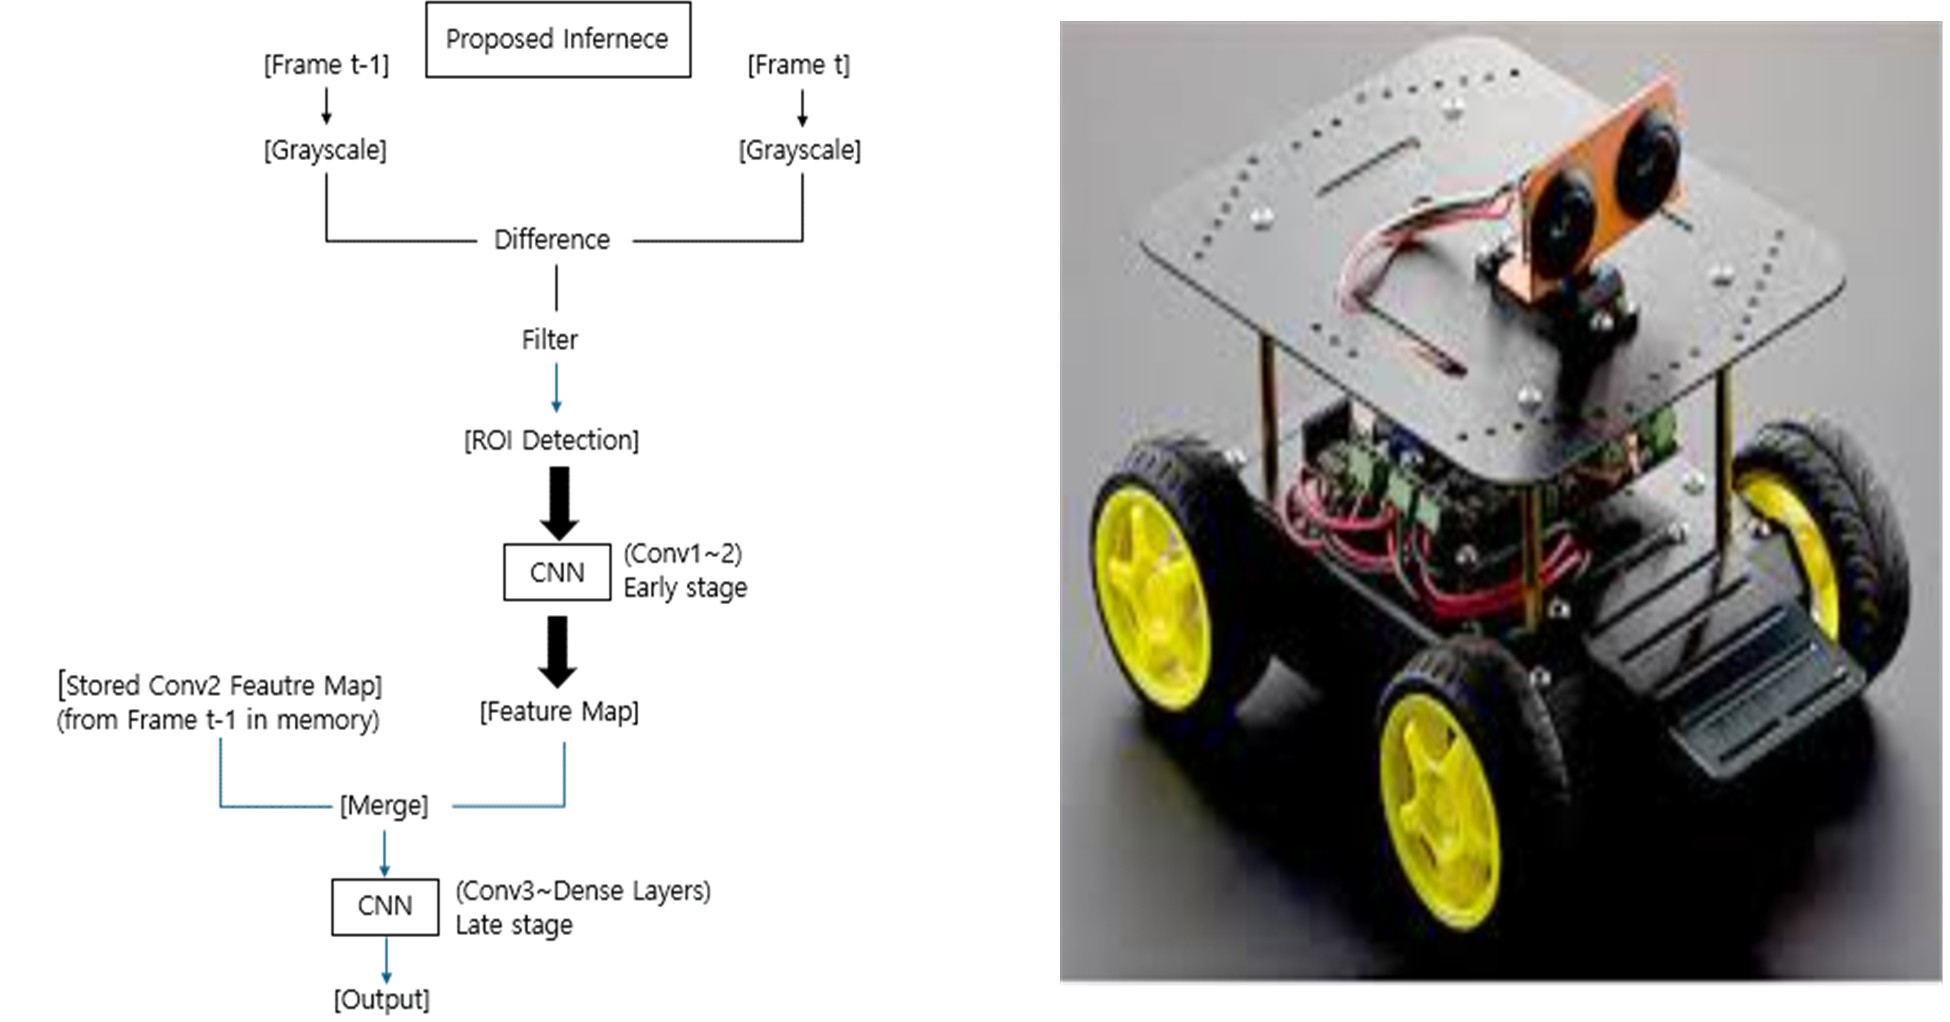 Proposed Infernece
[Frame t-1]
[Frame t]
[Grayscale]
[Grayscale]
Difference
Filter
[ROI Detection]
CNN
(Conv1~2)
Early stage
[Stored Conv2 Feautre Map]
(from Frame t-1 in memory)
[Feature Map]
[Merge]
CNN
(Conv3~Dense Layers)
Late stage
[Output]